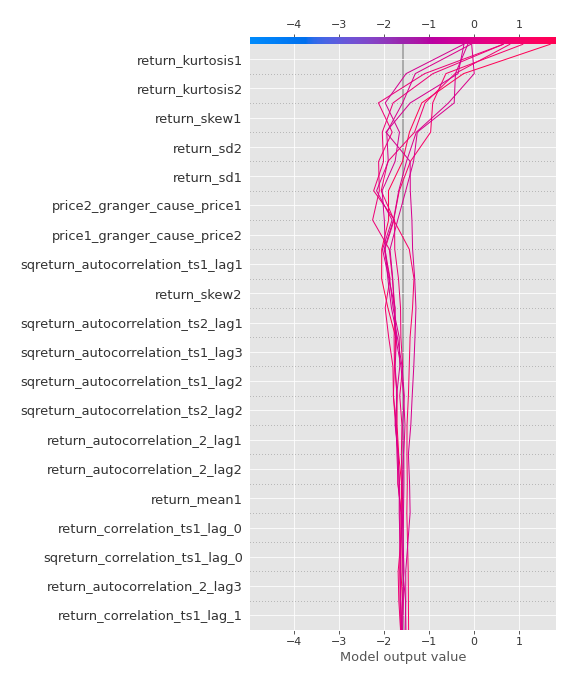 −4 −3 −2 −1 0 1
return_kurtosis1
return_kurtosis2
return_skew1
return_sd2
return_sd1
price2_granger_cause_price1
price1_granger_cause_price2
sqreturn_autocorrelation_ts1_lag1
return_skew2
sqreturn_autocorrelation_ts2_lag1
sqreturn_autocorrelation_ts1_lag3
sqreturn_autocorrelation_ts1_lag2
sqreturn_autocorrelation_ts2_lag2
return_autocorrelation_2_lag1
return_autocorrelation_2_lag2
return_mean1
return_correlation_ts1_lag_0
sqreturn_correlation_ts1_lag_0
return_autocorrelation_2_lag3
return_correlation_ts1_lag_1
−4 −3 −2 −1 0 1
Model output value